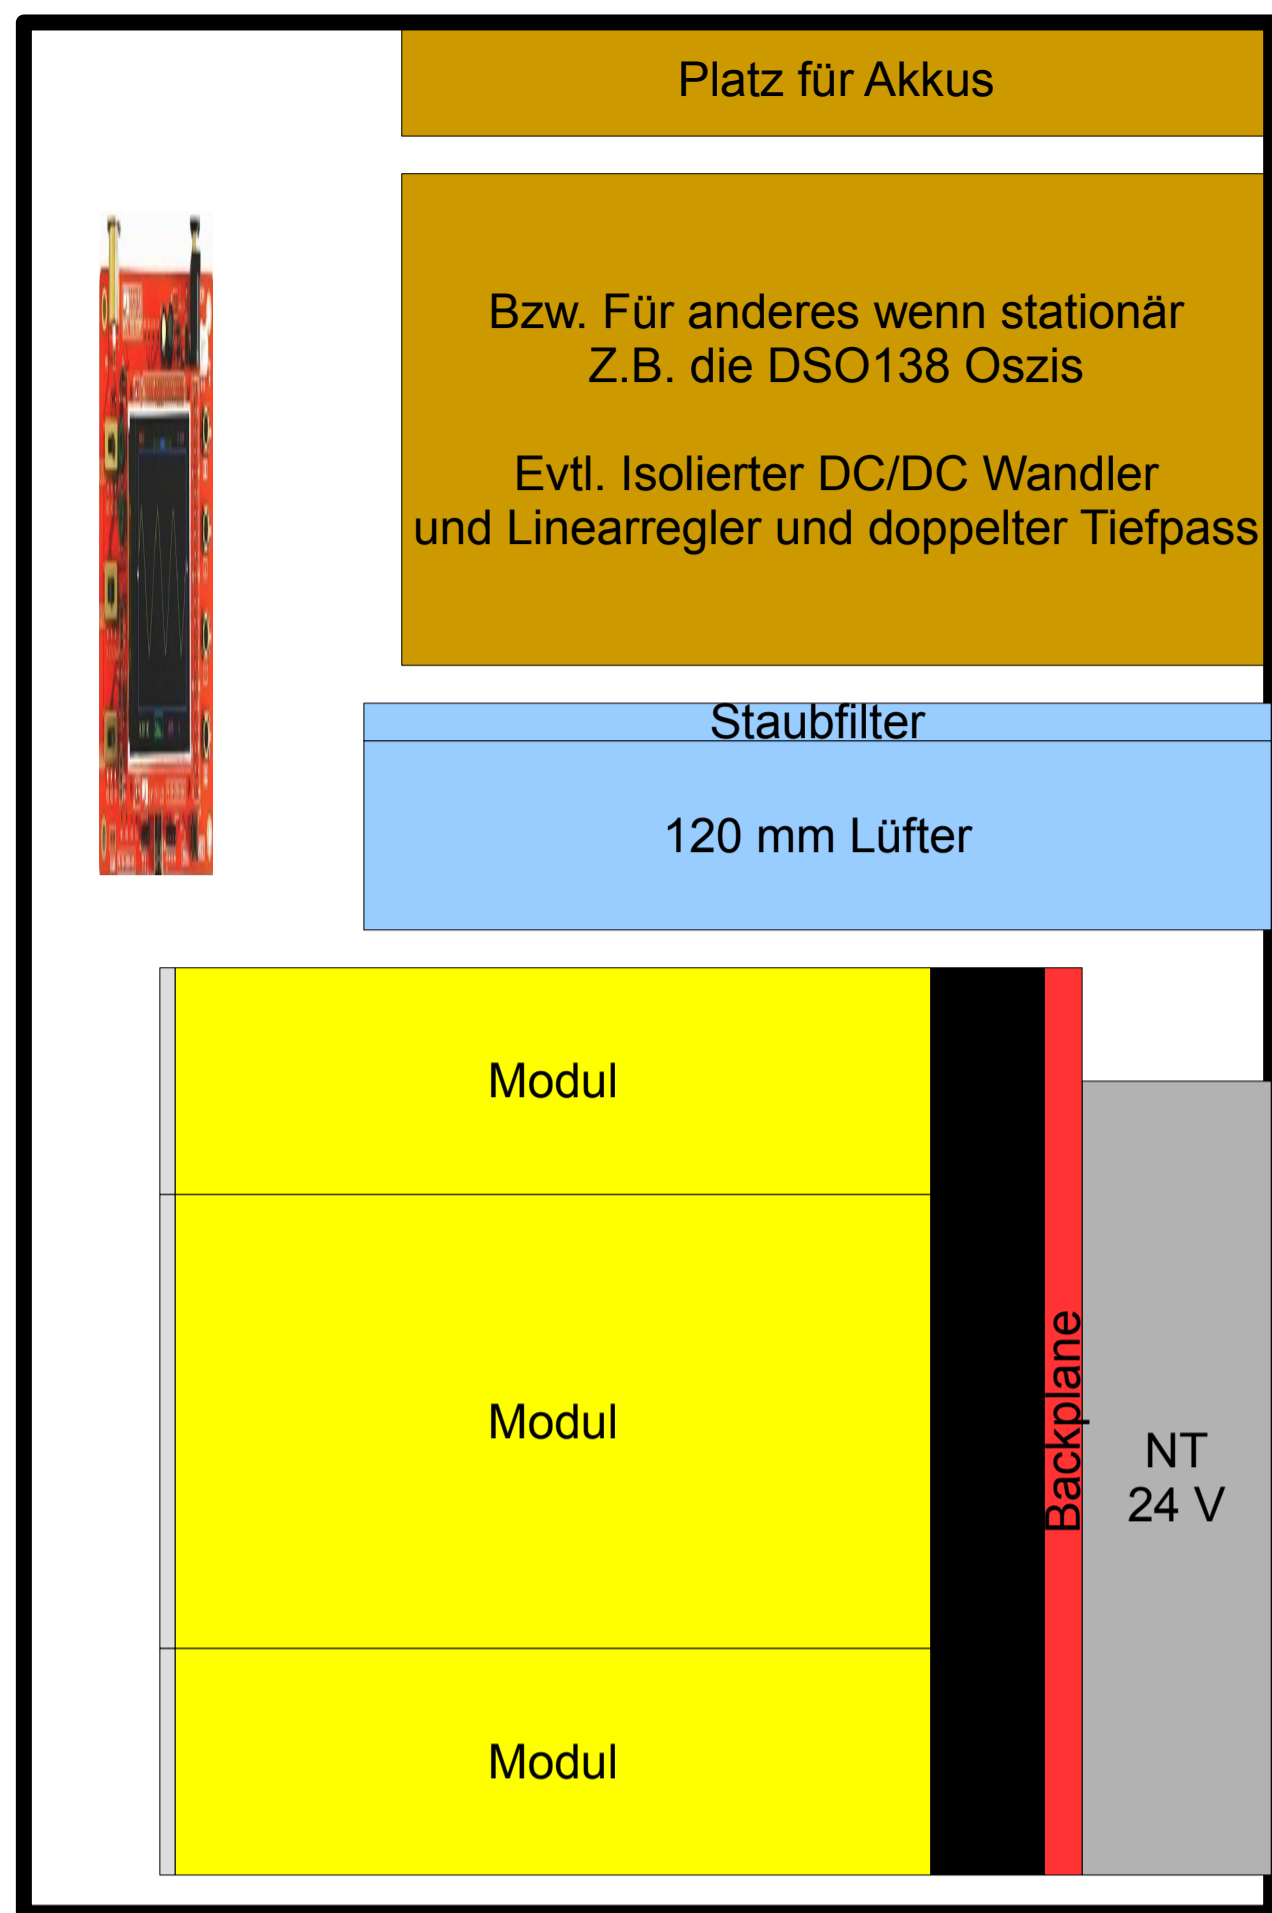 Platz für Akkus
Bzw. Für anderes wenn stationär
Z.B. die DSO138 Oszis
Evtl. Isolierter DC/DC Wandler
und Linearregler und doppelter Tiefpass
Staubfilter
120 mm Lüfter
Modul
Modul
Modul
Backplane
NT
24 V